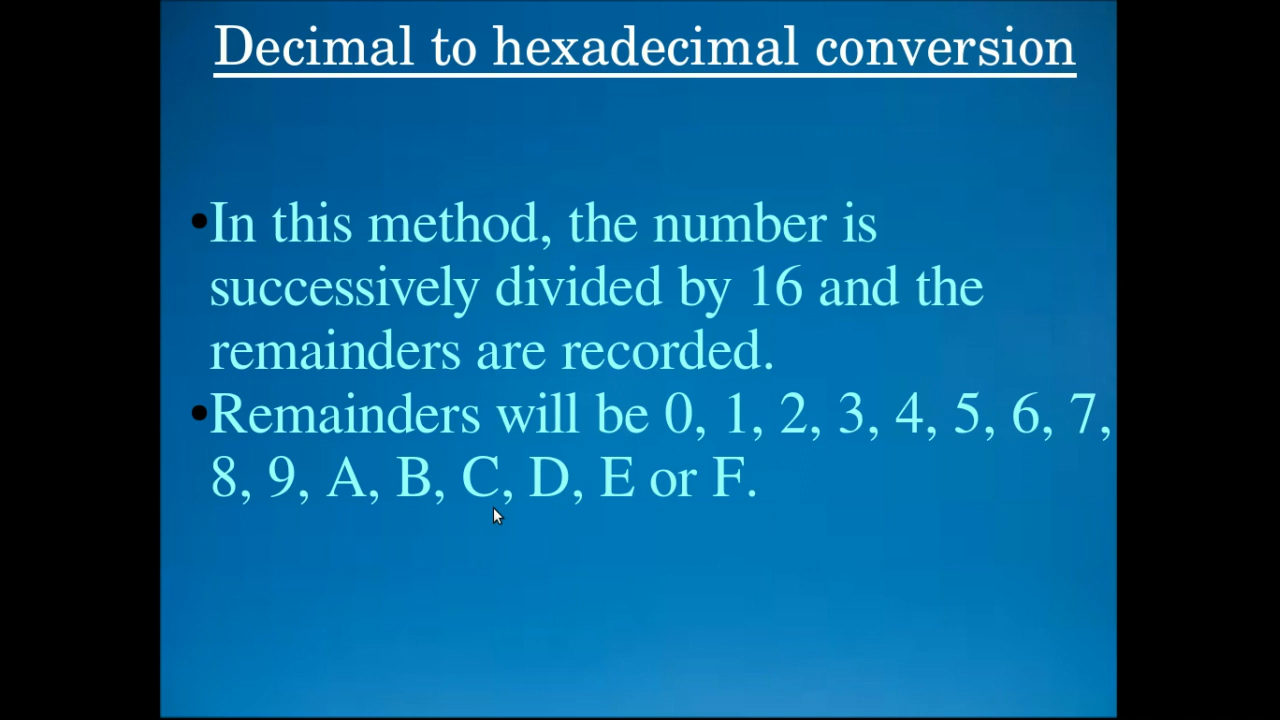 Decimal to hexadecimal conversion
•In this method, the number is
successively divided by 16 and the
remainders are recorded.
•Remainders will be 0, 1, 2, 3, 4, 5, 6, 7,
8, 9, A, B, C, D, E or F.